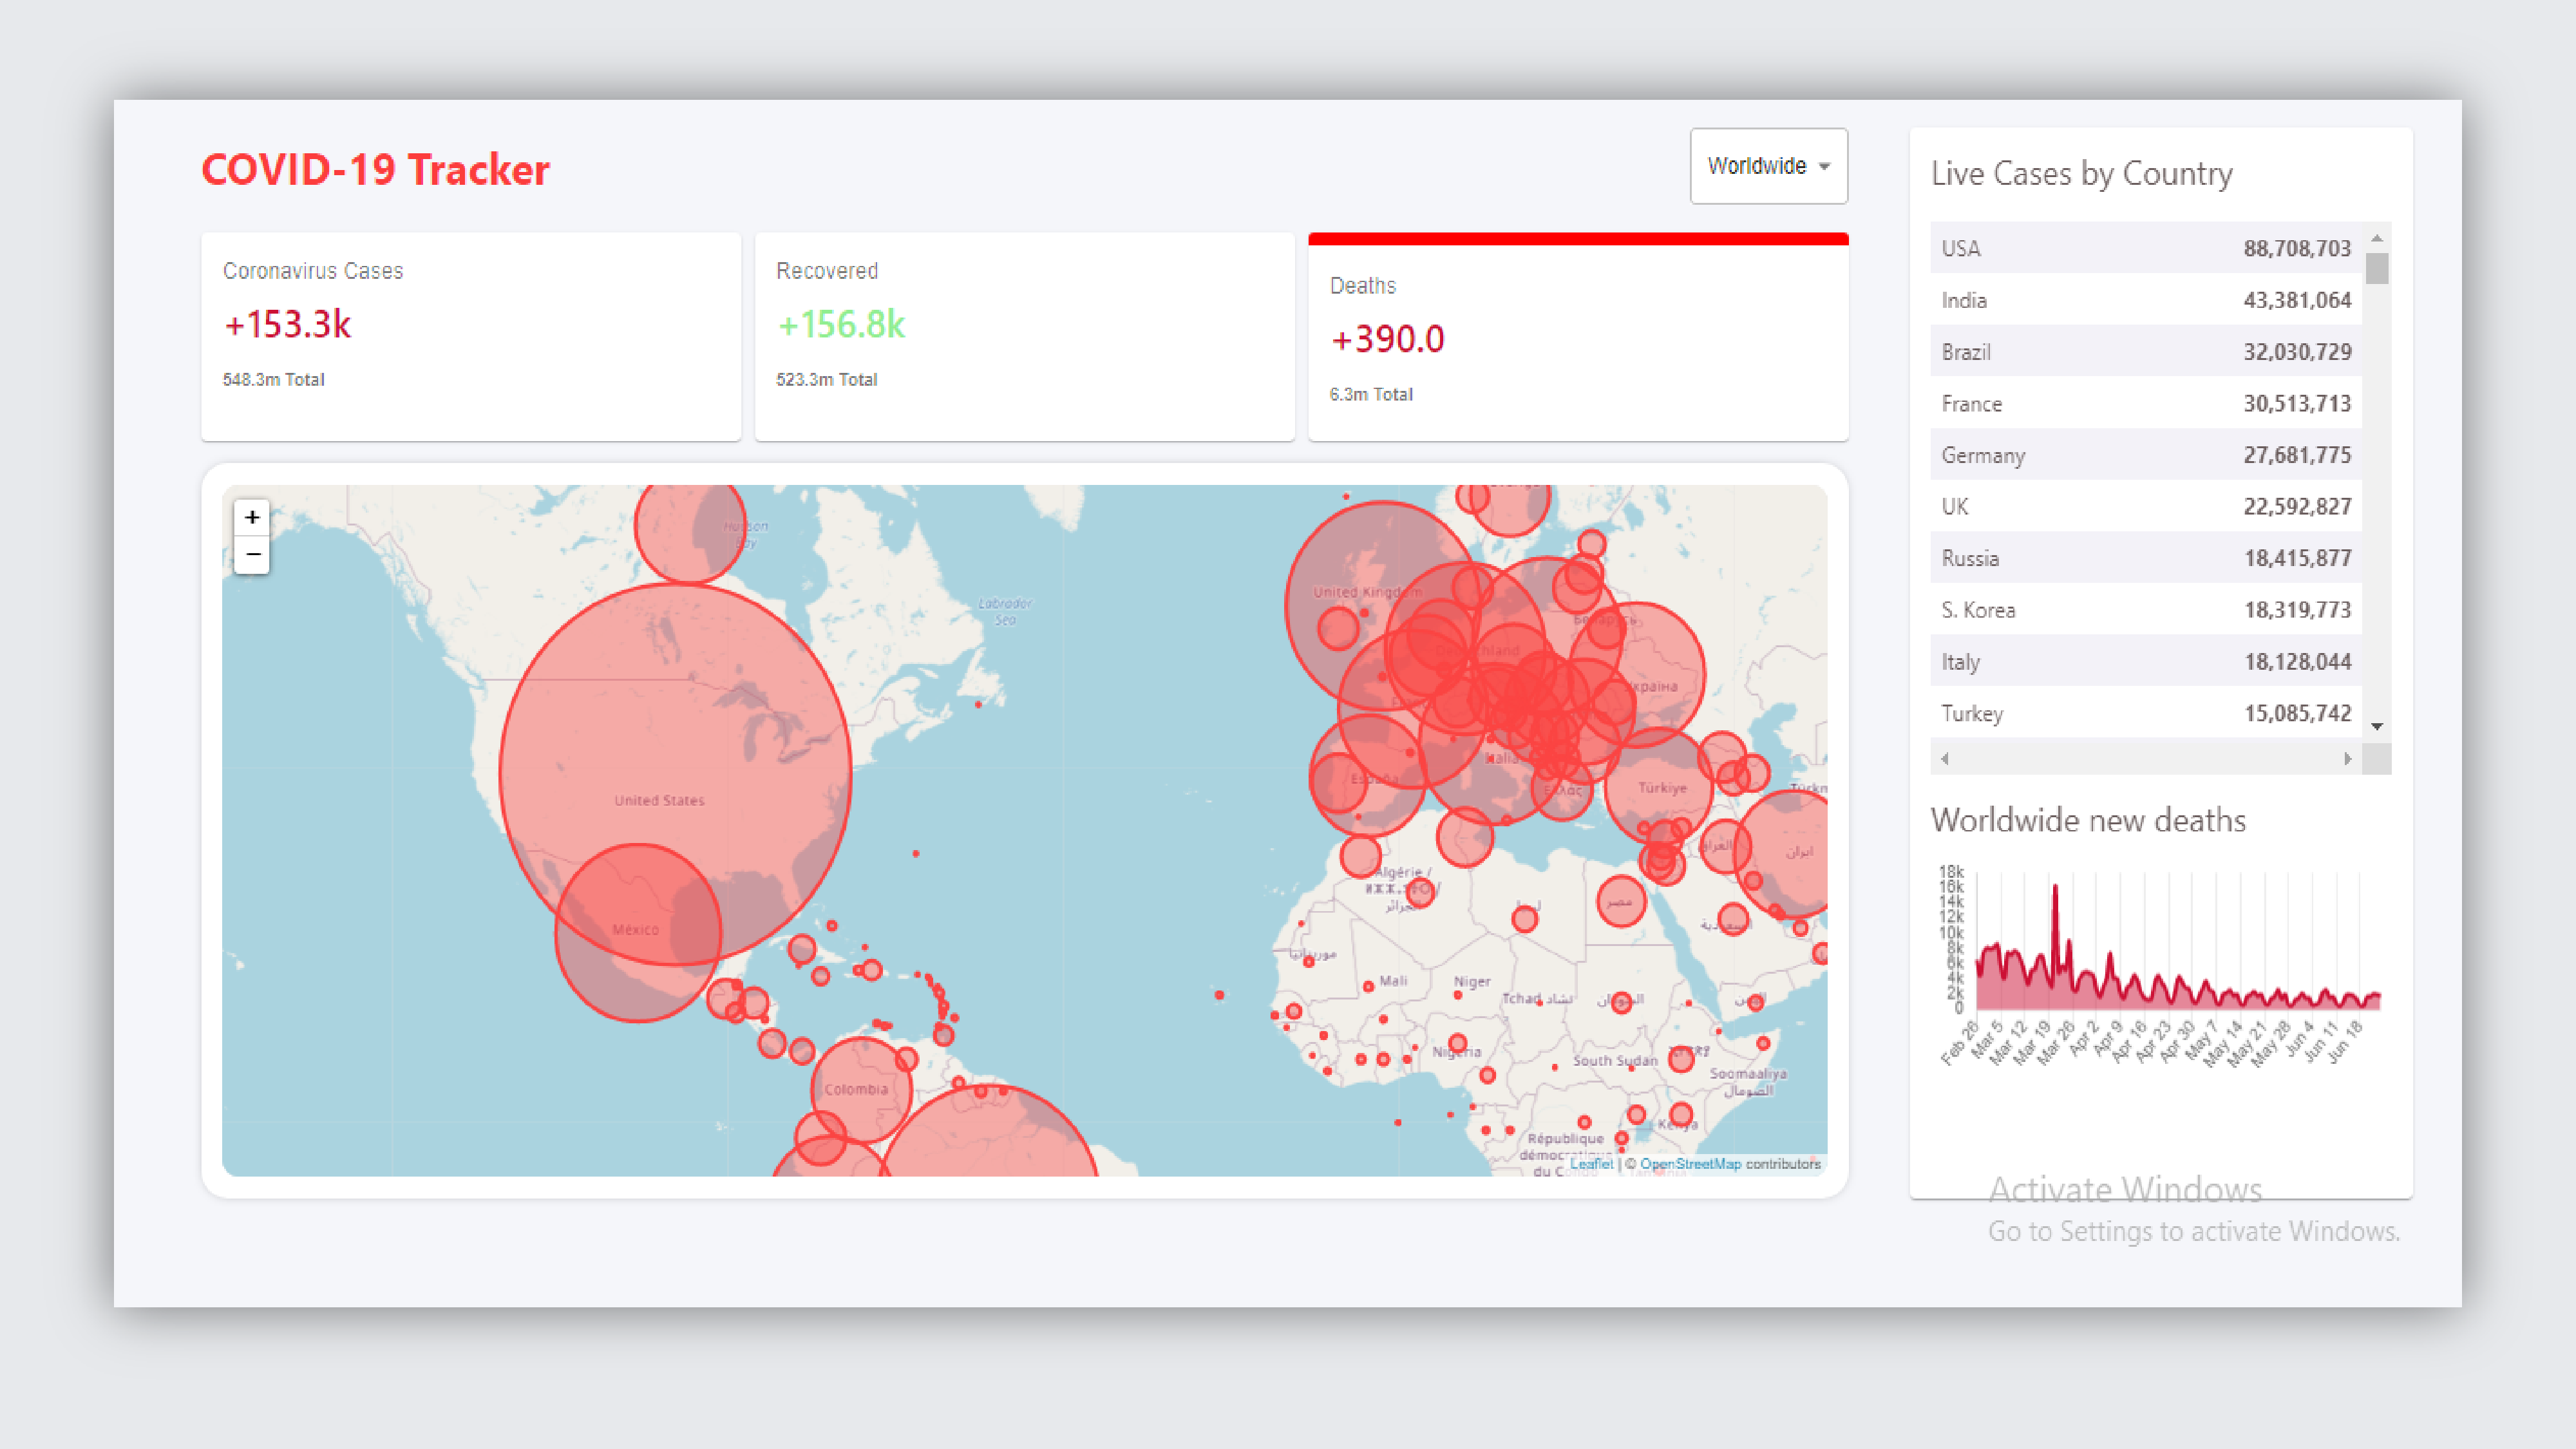 COVID-19 Tracker
Worldwide
Coronavirus Cases
+153.3k
548.3m Total
Recovered
+156.8k
523.3m Total
Deaths
+390.0
6.3m Total
+
−
Hudson
Bay
Labrador
Sea
United States
México
Colombia
United Kingdom
Україна
España
Italia
Ελλάς
Türkiye
العراق
ایران
Algérie /
مصر
ليبيا
Mali
Niger
Tchad تشاد
السودان
Nigeria
South Sudan
Soomaaliya
الصومال
Kenya
République
démocratique
du Congo
Leaflet | © OpenStreetMap contributors
Live Cases by Country
USA 88,708,703
India 43,381,064
Brazil 32,030,729
France 30,513,713
Germany 27,681,775
UK 22,592,827
Russia 18,415,877
S. Korea 18,319,773
Italy 18,128,044
Turkey 15,085,742
Worldwide new deaths
18k
16k
14k
12k
10k
8k
6k
4k
2k
0
Feb 26
Mar 5
Mar 12
Mar 19
Mar 26
Apr 2
Apr 9
Apr 16
Apr 23
Apr 30
May 7
May 14
May 21
May 28
Jun 4
Jun 11
Jun 18
Activate Windows
Go to Settings to activate Windows.